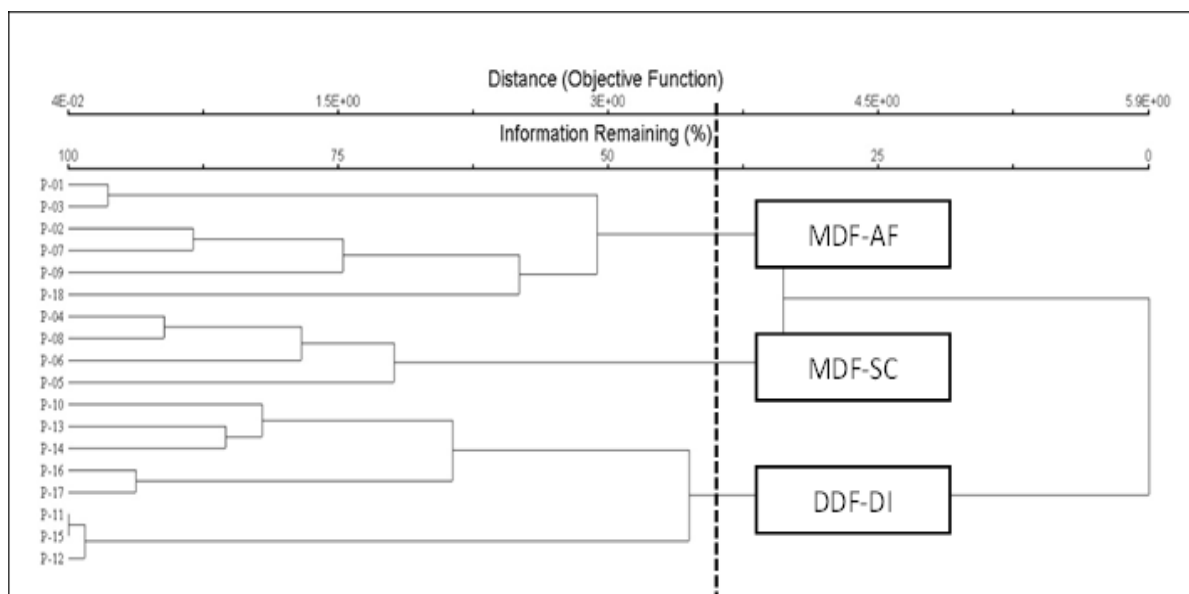 Distance (Objective Function)
4E-02 1.5E+00 3E+00 4.5E+00 5.9E+00
Information Remaining (%)
100 75 50 25 0
P-01
P-03
P-02
P-07
P-09
P-18
P-04
P-08
P-06
P-05
P-10
P-13
P-14
P-16
P-17
P-11
P-15
P-12
MDF-AF
MDF-SC
DDF-DI